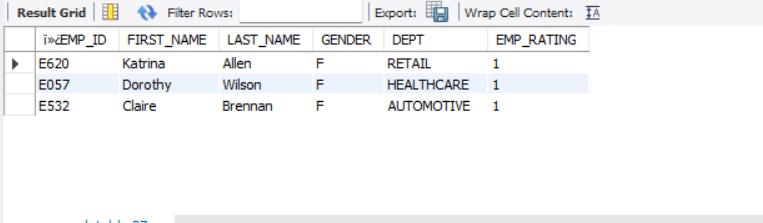 Result Grid Filter Rows: Export: Wrap Cell Content: IA
ï»¿EMP_ID FIRST_NAME LAST_NAME GENDER DEPT EMP_RATING
E620 Katrina Allen F RETAIL 1
E057 Dorothy Wilson F HEALTHCARE 1
E532 Claire Brennan F AUTOMOTIVE 1